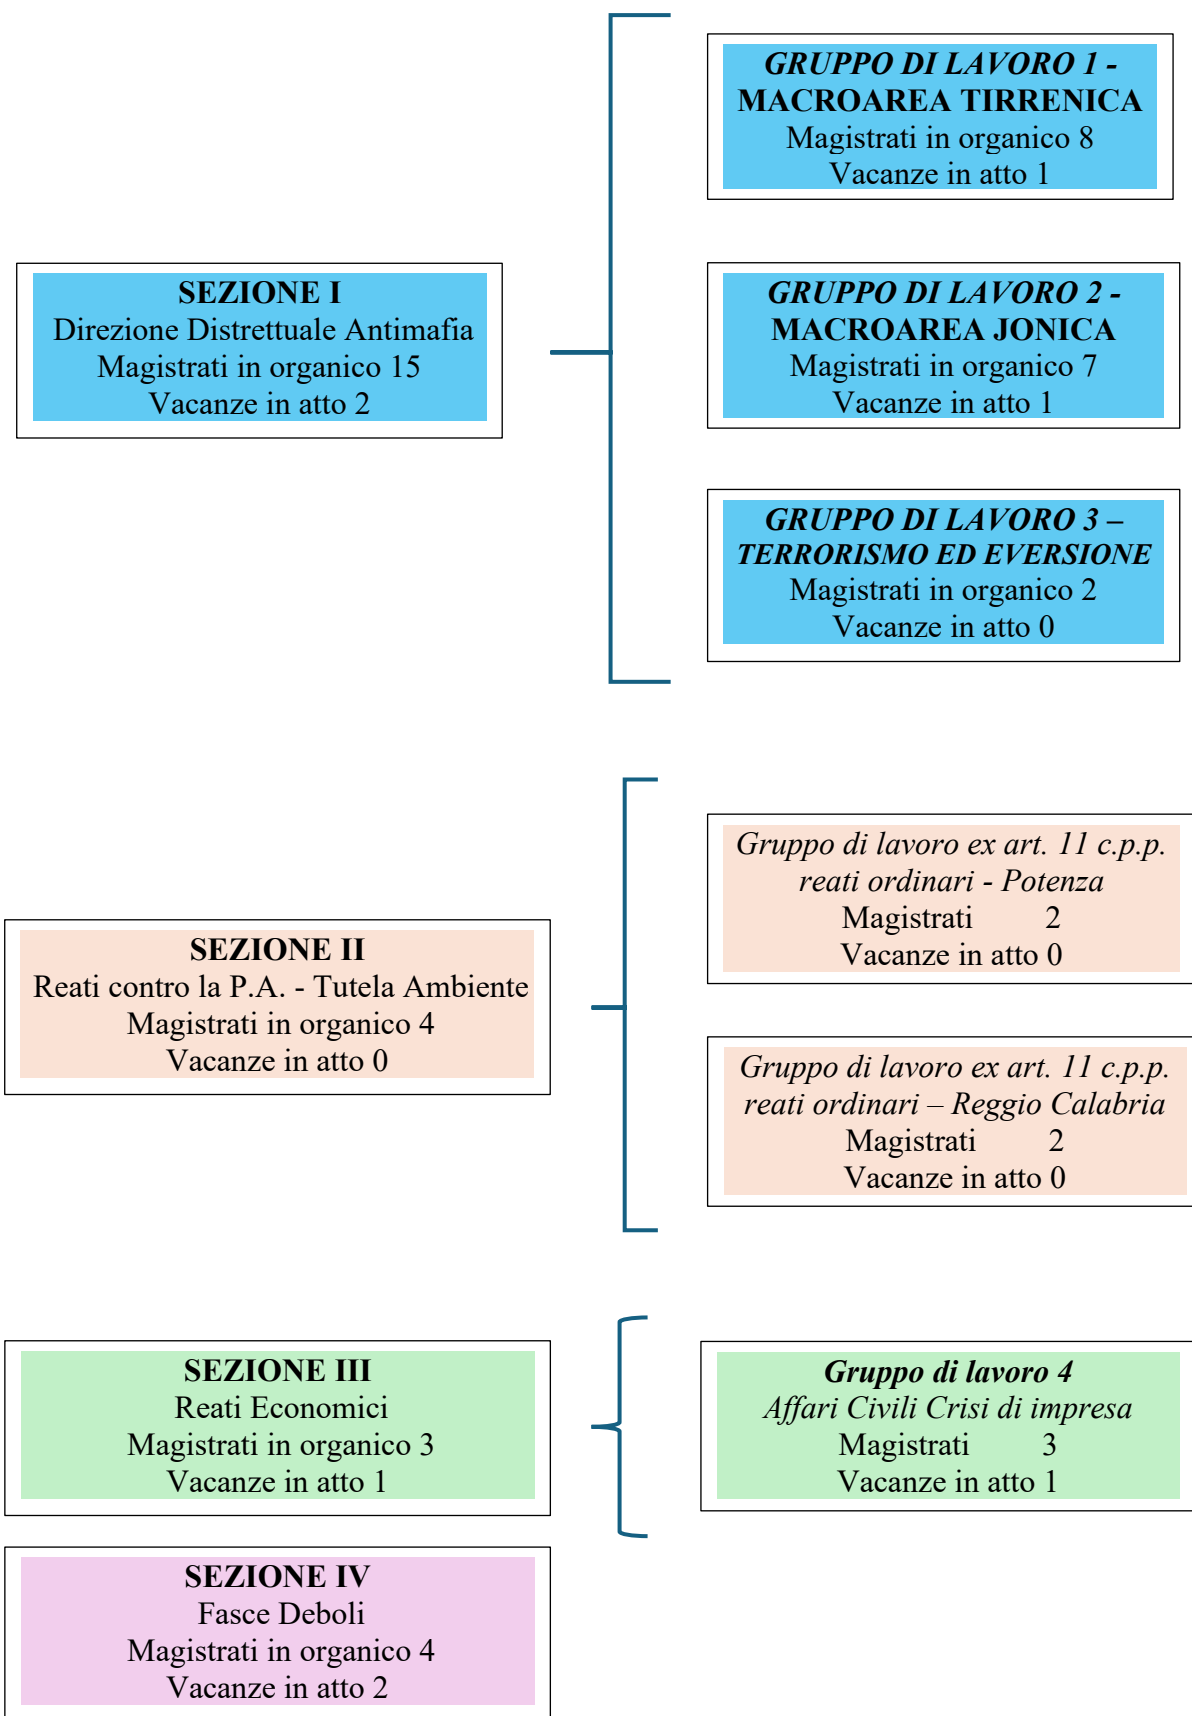 GRUPPO DI LAVORO 1 -
MACROAREA TIRRENICA
Magistrati in organico 8
Vacanze in atto 1
SEZIONE I
Direzione Distrettuale Antimafia
Magistrati in organico 15
Vacanze in atto 2
GRUPPO DI LAVORO 2 -
MACROAREA JONICA
Magistrati in organico 7
Vacanze in atto 1
GRUPPO DI LAVORO 3 –
TERRORISMO ED EVERSIONE
Magistrati in organico 2
Vacanze in atto 0
SEZIONE II
Reati contro la P.A. - Tutela Ambiente
Magistrati in organico 4
Vacanze in atto 0
Gruppo di lavoro ex art. 11 c.p.p.
reati ordinari - Potenza
Magistrati 2
Vacanze in atto 0
Gruppo di lavoro ex art. 11 c.p.p.
reati ordinari – Reggio Calabria
Magistrati 2
Vacanze in atto 0
SEZIONE III
Reati Economici
Magistrati in organico 3
Vacanze in atto 1
Gruppo di lavoro 4
Affari Civili Crisi di impresa
Magistrati 3
Vacanze in atto 1
SEZIONE IV
Fasce Deboli
Magistrati in organico 4
Vacanze in atto 2